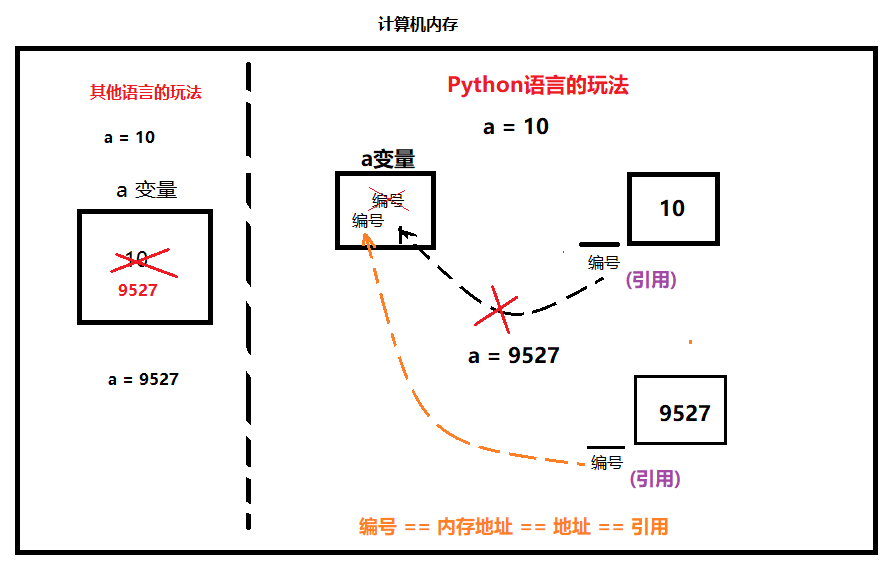 计算机内存
其他语言的玩法
a = 10
a 变量
10
9527
a = 9527
Python语言的玩法
a = 10
a变量
编号
编号
10
编号
(引用)
a = 9527
9527
编号
(引用)
编号 == 内存地址 == 地址 == 引用